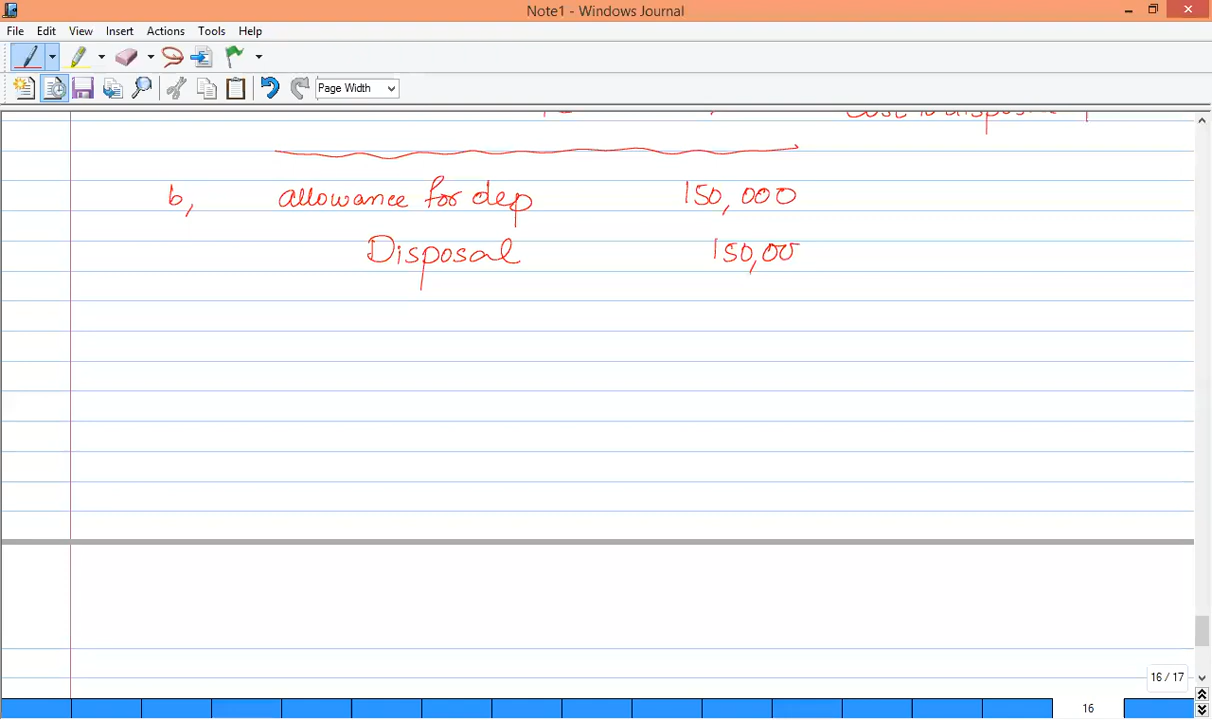 Note1 - Windows Journal
File Edit View Insert Actions Tools Help
Page Width
b, allowance for dep 150,000
Disposal 150,00
16 / 17
16